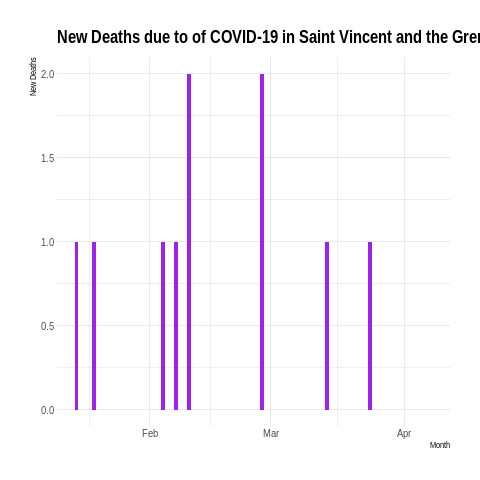 New Deaths due to of COVID-19 in Saint Vincent and the Gren
New Deaths
2.0
1.5
1.0
0.5
0.0
Feb
Mar
Apr
Month